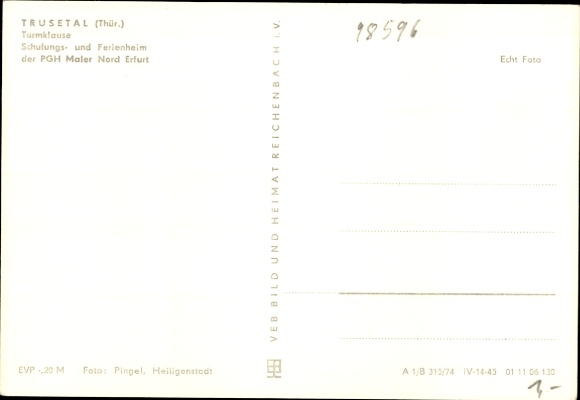 TRUSETAL (Thür.)
Turmklause
Schulungs- und Ferienheim
der PGH Maler Nord Erfurt
98596
Echt Foto
VEB BILD UND HEIMAT REICHENBACH i.V.
EVP -,20 M Foto: Pingel, Heiligenstadt
A 1/B 315/74 IV-14-45 01 11 06 130
1,-